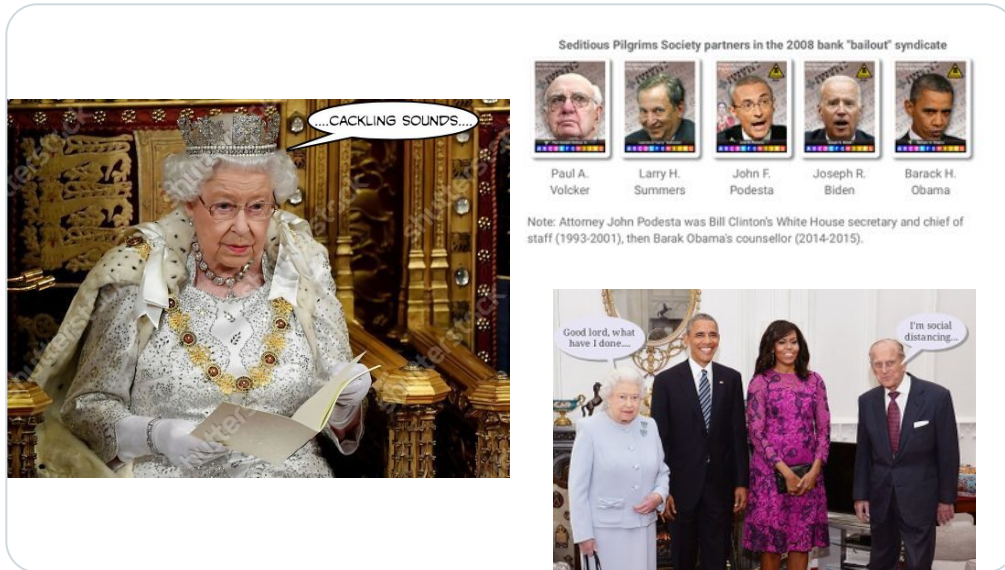 ....CACKLING SOUNDS....
shutterstock
Seditious Pilgrims Society partners in the 2008 bank "bailout" syndicate
Paul A.
Volcker
Larry H.
Summers
John F.
Podesta
Joseph R.
Biden
Barack H.
Obama
Note: Attorney John Podesta was Bill Clinton's White House secretary and chief of
staff (1993-2001), then Barak Obama's counsellor (2014-2015).
Good lord, what
have I done....
I'm social
distancing...